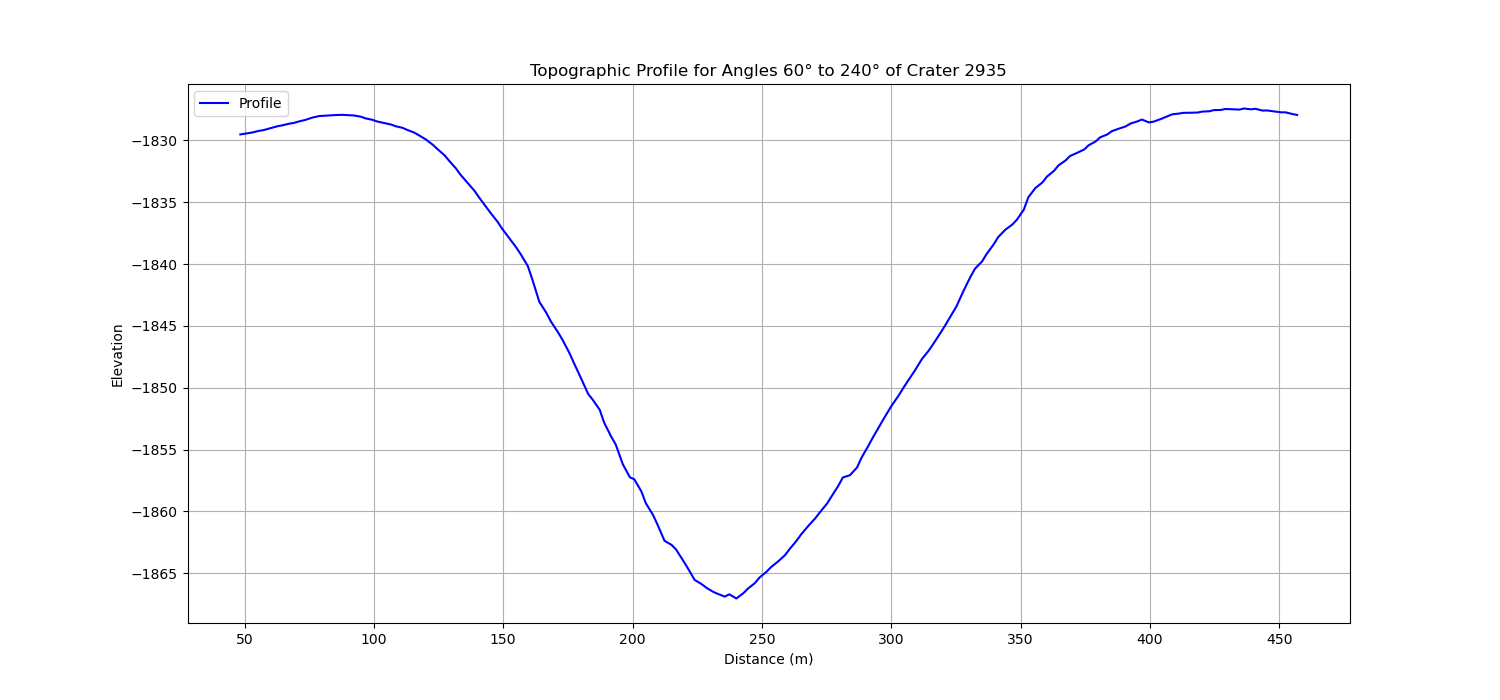 Topographic Profile for Angles 60° to 240° of Crater 2935
Profile
−1830
−1835
−1840
−1845
−1850
−1855
−1860
−1865
Elevation
50 100 150 200 250 300 350 400 450
Distance (m)